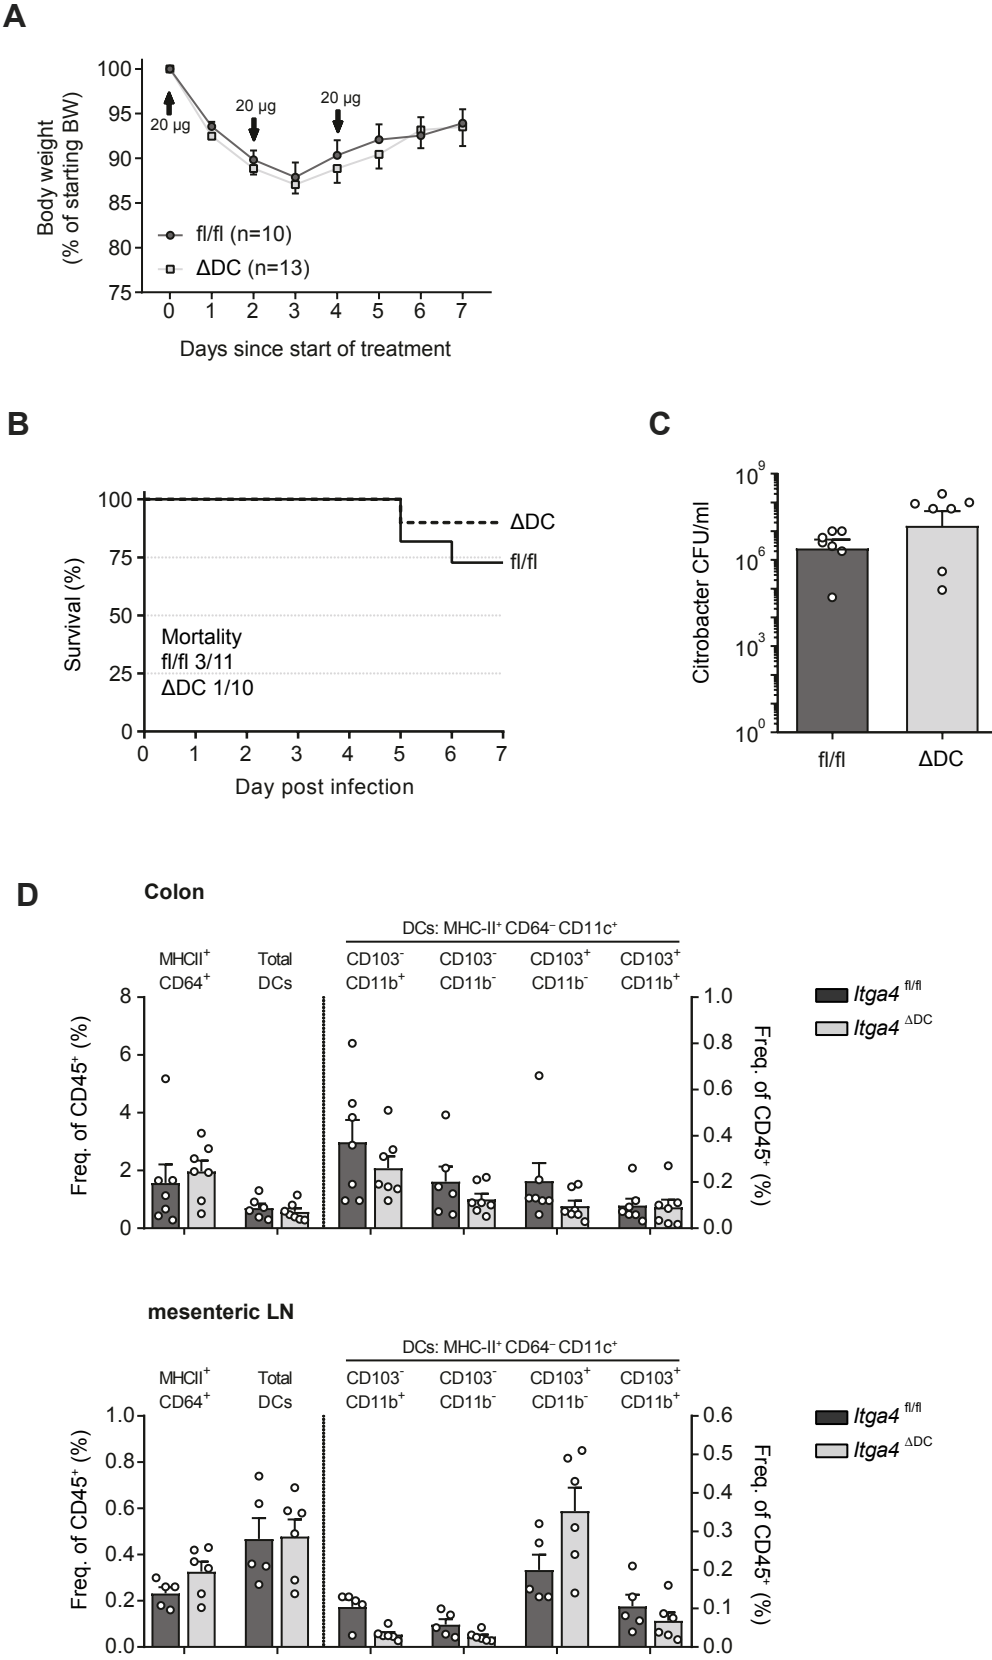 A
100
95
90
85
80
75
Body weight
(% of starting BW)
20 µg
20 µg
20 µg
fl/fl (n=10)
ΔDC (n=13)
0 1 2 3 4 5 6 7
Days since start of treatment
B
100
75
50
25
0
Survival (%)
ΔDC
fl/fl
Mortality
fl/fl 3/11
ΔDC 1/10
0 1 2 3 4 5 6 7
Day post infection
C
10⁹
10⁶
10³
10⁰
Citrobacter CFU/ml
fl/fl ΔDC
D
Colon
DCs: MHC-II⁺ CD64⁻ CD11c⁺
MHCII⁺ Total CD103⁻ CD103⁻ CD103⁺ CD103⁺
CD64⁺ DCs CD11b⁺ CD11b⁻ CD11b⁻ CD11b⁺
8
6
4
2
0
Freq. of CD45⁺ (%)
1.0
0.8
0.6
0.4
0.2
0.0
Freq. of CD45⁺ (%)
Itga4 fl/fl
Itga4 ΔDC
mesenteric LN
DCs: MHC-II⁺ CD64⁻ CD11c⁺
MHCII⁺ Total CD103⁻ CD103⁻ CD103⁺ CD103⁺
CD64⁺ DCs CD11b⁺ CD11b⁻ CD11b⁻ CD11b⁺
1.0
0.8
0.6
0.4
0.2
0.0
Freq. of CD45⁺ (%)
0.6
0.5
0.4
0.3
0.2
0.1
0.0
Freq. of CD45⁺ (%)
Itga4 fl/fl
Itga4 ΔDC